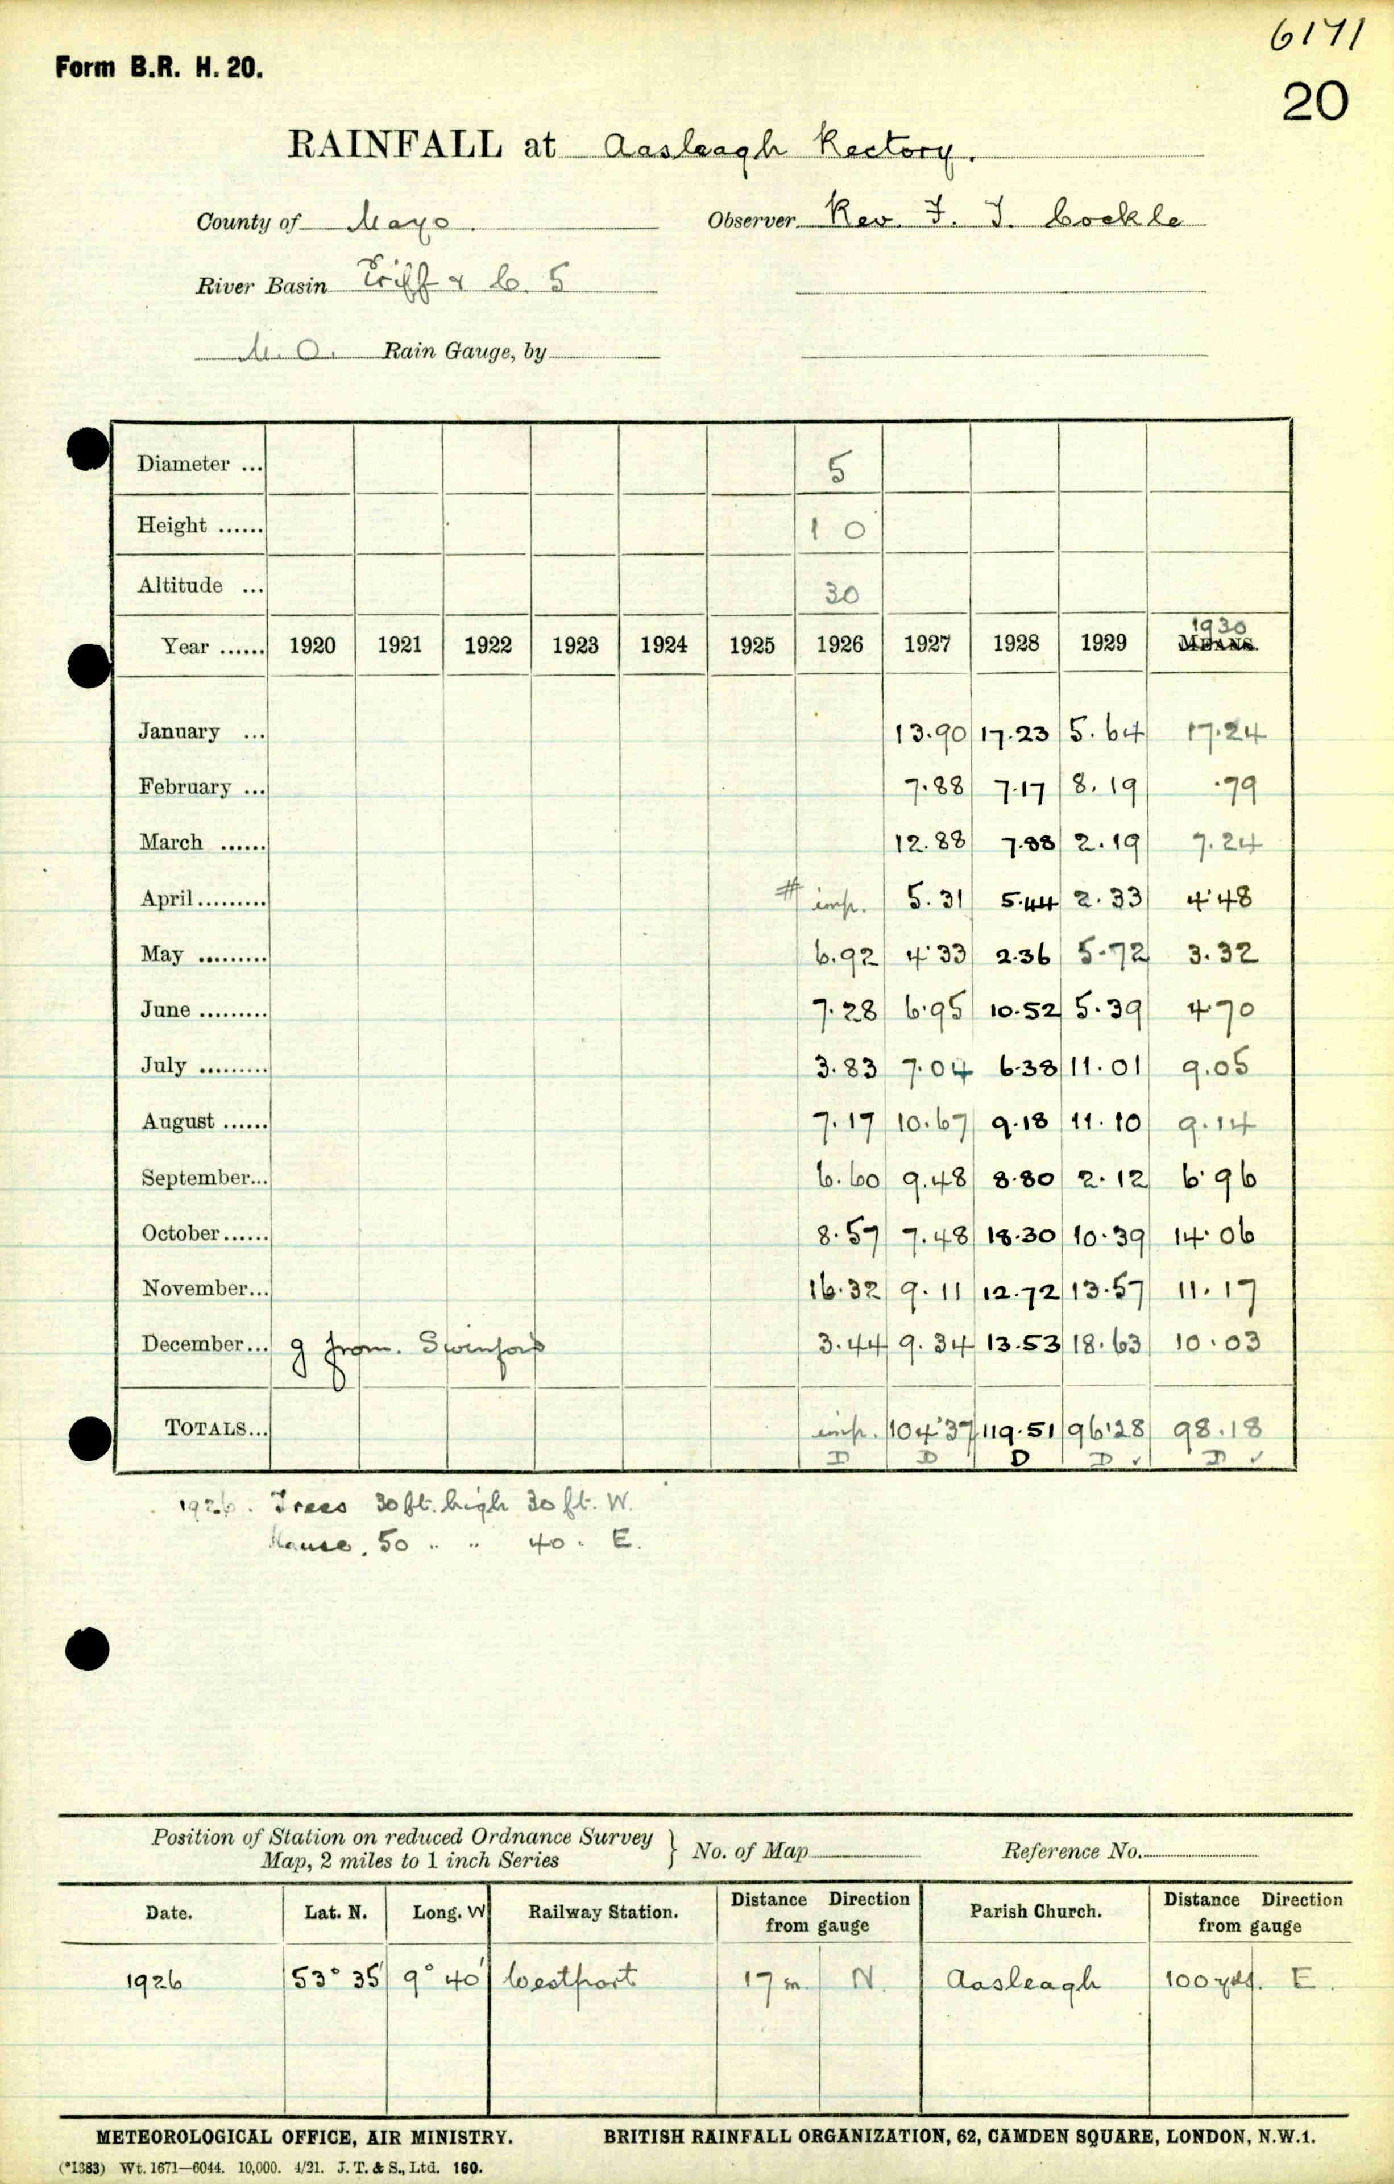 6171
Form B.R. H. 20.
20
RAINFALL at Aasleagh Rectory.
County of Mayo. Observer Rev. F. J. Cockle
River Basin Eriff & C. 5
M. O. Rain Gauge, by
Diameter ... 5
Height ...... 1 0
Altitude ... 30
1930
Year ...... 1920 1921 1922 1923 1924 1925 1926 1927 1928 1929 MEANS.
January ... 13.90 17.23 5.64 17.24
February ... 7.88 7.17 8.19 .79
March ...... 12.88 7.88 2.19 7.24
April......... # imp. 5.31 5.44 2.33 4.48
May ......... 6.92 4.33 2.36 5.72 3.32
June ......... 7.28 6.95 10.52 5.39 4.70
July ......... 3.83 7.04 6.38 11.01 9.05
August ...... 7.17 10.67 9.18 11.10 9.14
September... 6.60 9.48 8.80 2.12 6.96
October...... 8.57 7.48 18.30 10.39 14.06
November... 16.32 9.11 12.72 13.57 11.17
December... g from. Swinford 3.44 9.34 13.53 18.63 10.03
TOTALS... imp. 104.37 119.51 96.28 98.18
D D D D ✓ D ✓
1926. Trees 30 ft. high 30 ft. W.
House. 50 " " 40 " E.
Position of Station on reduced Ordnance Survey
Map, 2 miles to 1 inch Series } No. of Map Reference No.
Date. Lat. N. Long. W Railway Station. Distance Direction from gauge Parish Church. Distance Direction from gauge
1926 53° 35' 9° 40' Westport 17 m. N. Aasleagh 100 yds. E.
METEOROLOGICAL OFFICE, AIR MINISTRY. BRITISH RAINFALL ORGANIZATION, 62, CAMDEN SQUARE, LONDON, N.W.1.
(*1383) Wt. 1671—6044. 10,000. 4/21. J. T. & S., Ltd. 160.